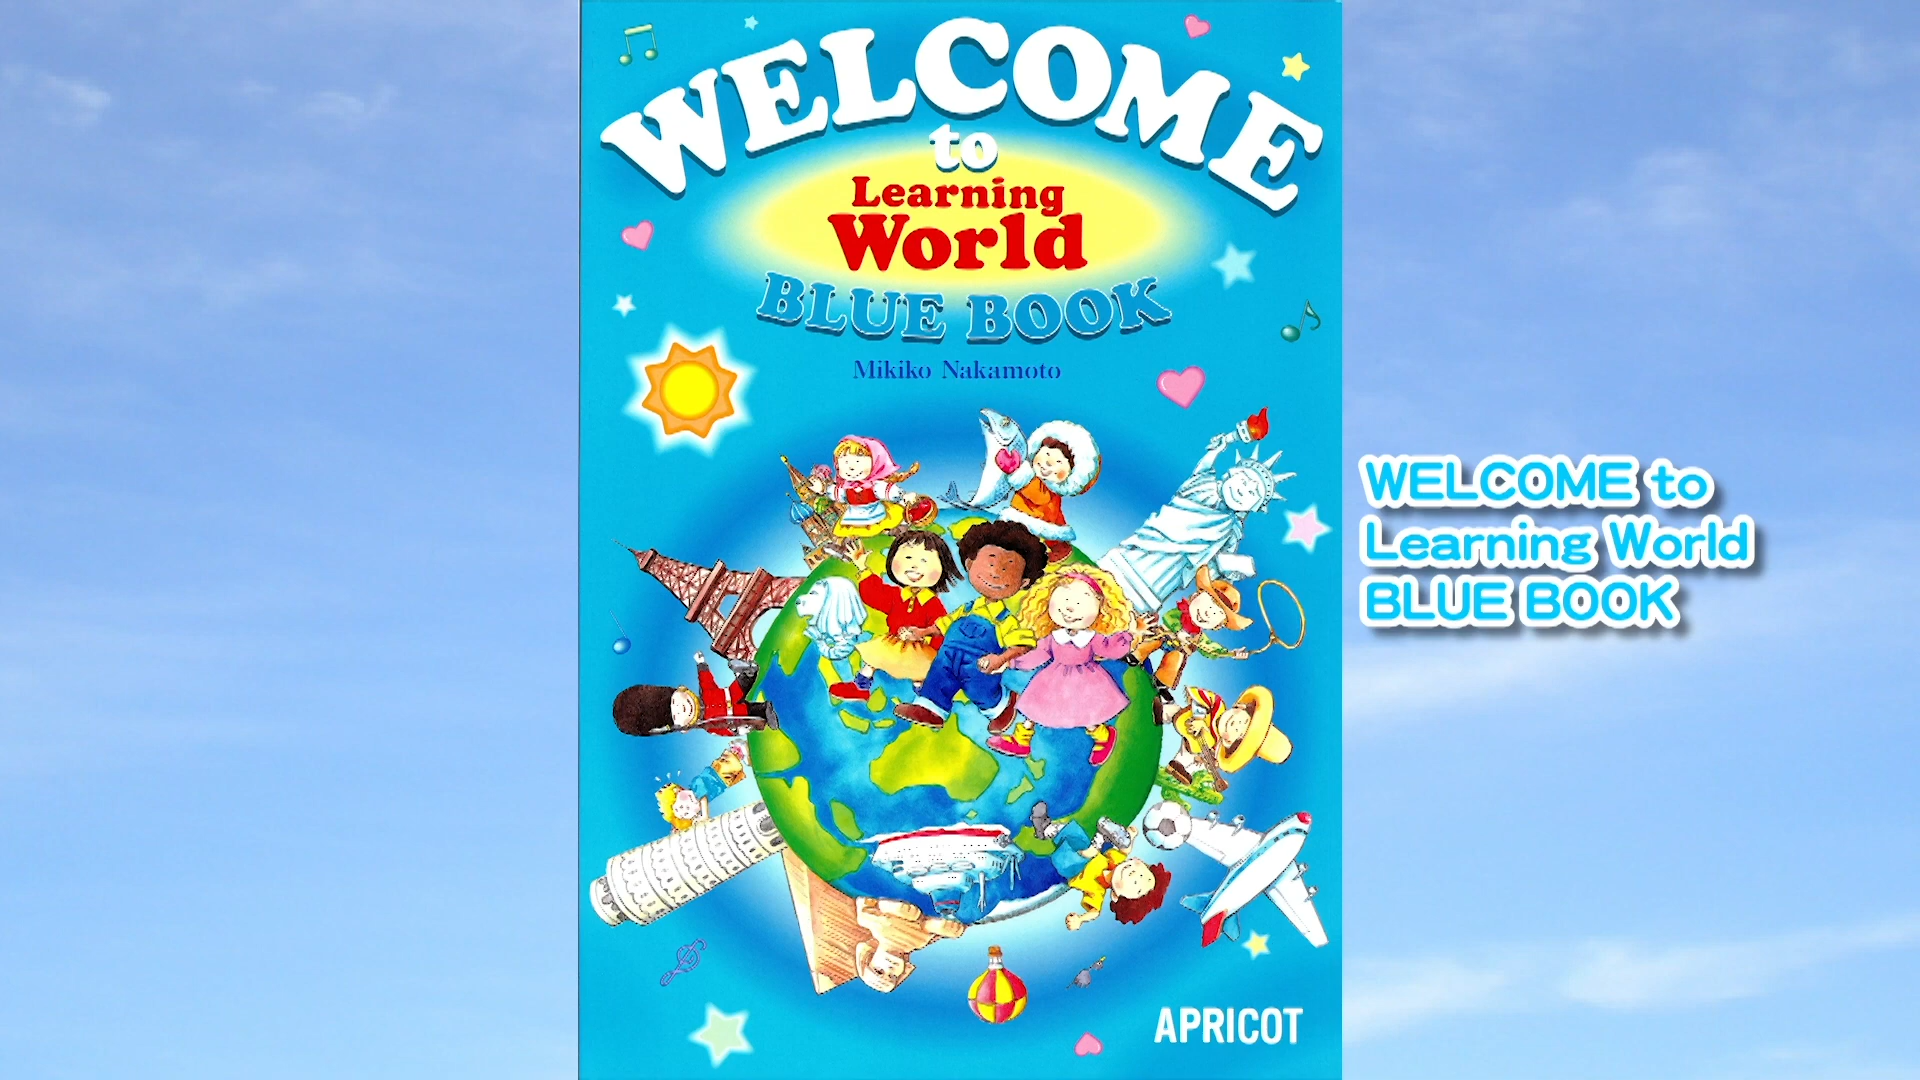 WELCOME
to
Learning
World
BLUE BOOK
Mikiko Nakamoto
APRICOT
WELCOME to
Learning World
BLUE BOOK